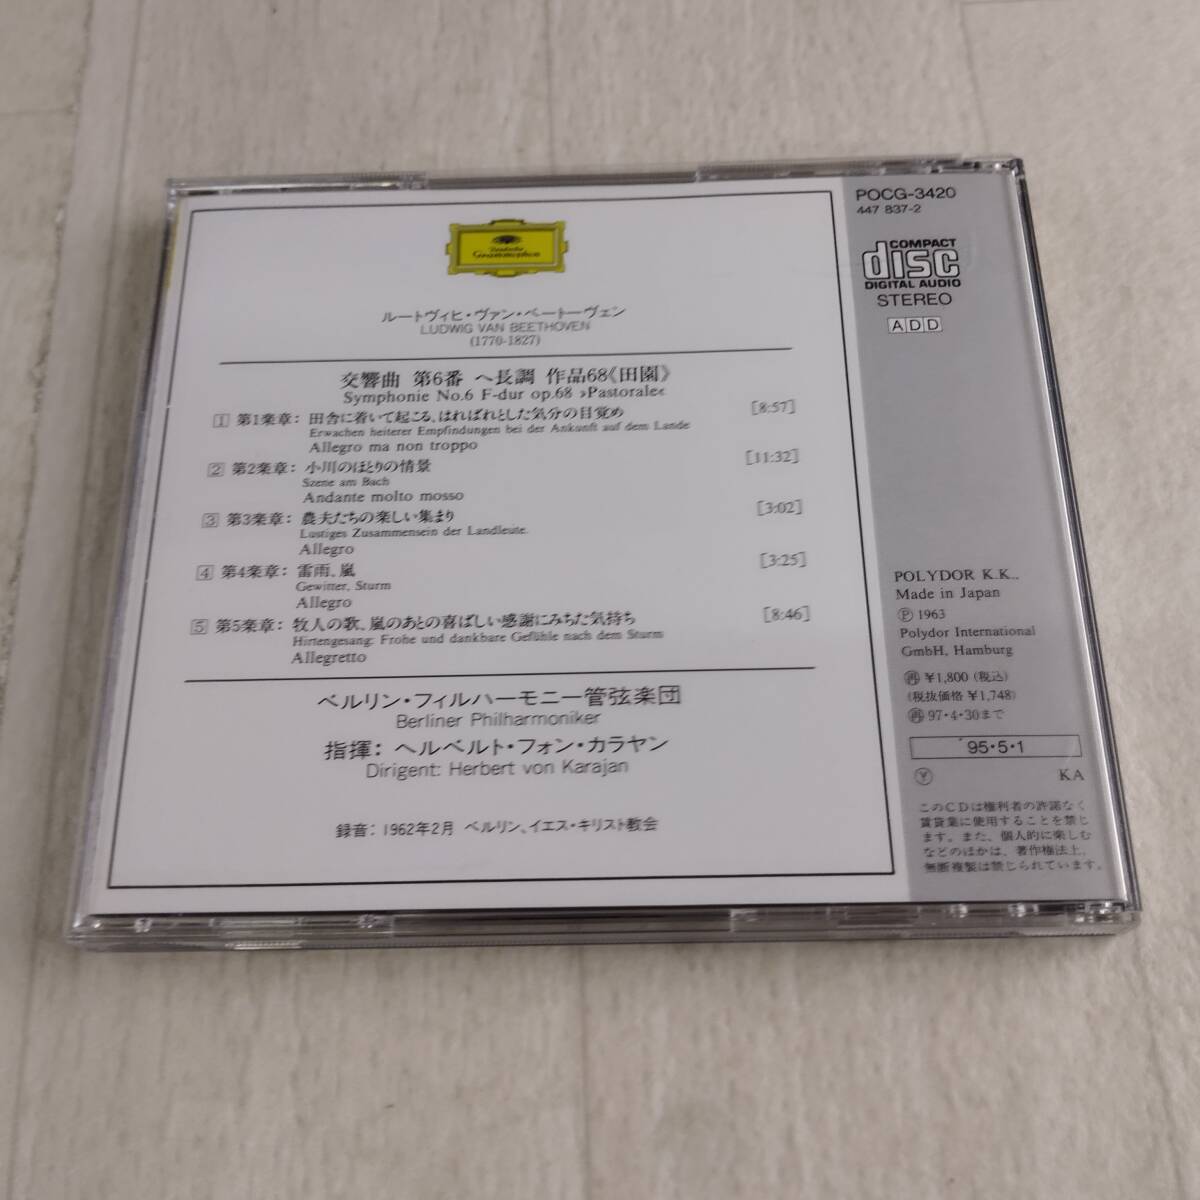 Deutsche
Grammophon
ルートヴィヒ・ヴァン・ベートーヴェン
LUDWIG VAN BEETHOVEN
(1770-1827)
交響曲 第6番 ヘ長調 作品68《田園》
Symphonie No.6 F-dur op.68 »Pastorale«
1 第1楽章: 田舎に着いて起こる、はればれとした気分の目覚め [8:57]
Erwachen heiterer Empfindungen bei der Ankunft auf dem Lande
Allegro ma non troppo
2 第2楽章: 小川のほとりの情景 [11:32]
Szene am Bach
Andante molto mosso
3 第3楽章: 農夫たちの楽しい集まり [3:02]
Lustiges Zusammensein der Landleute.
Allegro
4 第4楽章: 雷雨、嵐 [3:25]
Gewitter, Sturm
Allegro
5 第5楽章: 牧人の歌、嵐のあとの喜ばしい感謝にみちた気持ち [8:46]
Hirtengesang: Frohe und dankbare Gefühle nach dem Sturm
Allegretto
ベルリン・フィルハーモニー管弦楽団
Berliner Philharmoniker
指揮: ヘルベルト・フォン・カラヤン
Dirigent: Herbert von Karajan
録音: 1962年2月 ベルリン、イエス・キリスト教会
POCG-3420
447 837-2
COMPACT
disc
DIGITAL AUDIO
STEREO
ADD
POLYDOR K.K..
Made in Japan
Ⓟ 1963
Polydor International
GmbH, Hamburg
再 ¥1,800 (税込)
(税抜価格 ¥1,748)
再 97・4・30まで
'95・5・1
Y KA
このCDは権利者の許諾なく
賃貸業に使用することを禁じ
ます。また、個人的に楽しむ
などのほかは、著作権法上、
無断複製は禁じられています。